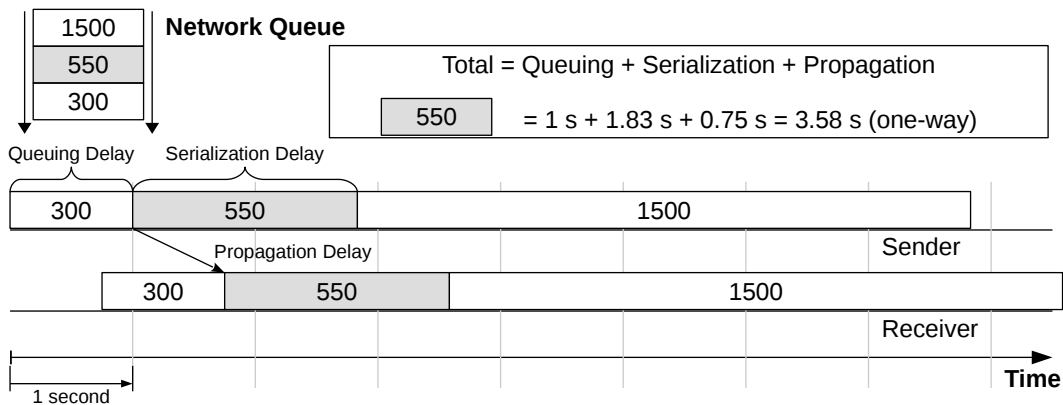 1500
Network Queue
550
300
Total = Queuing + Serialization + Propagation
550
= 1 s + 1.83 s + 0.75 s = 3.58 s (one-way)
Queuing Delay
Serialization Delay
300
550
1500
Sender
Propagation Delay
300
550
1500
Receiver
Time
1 second